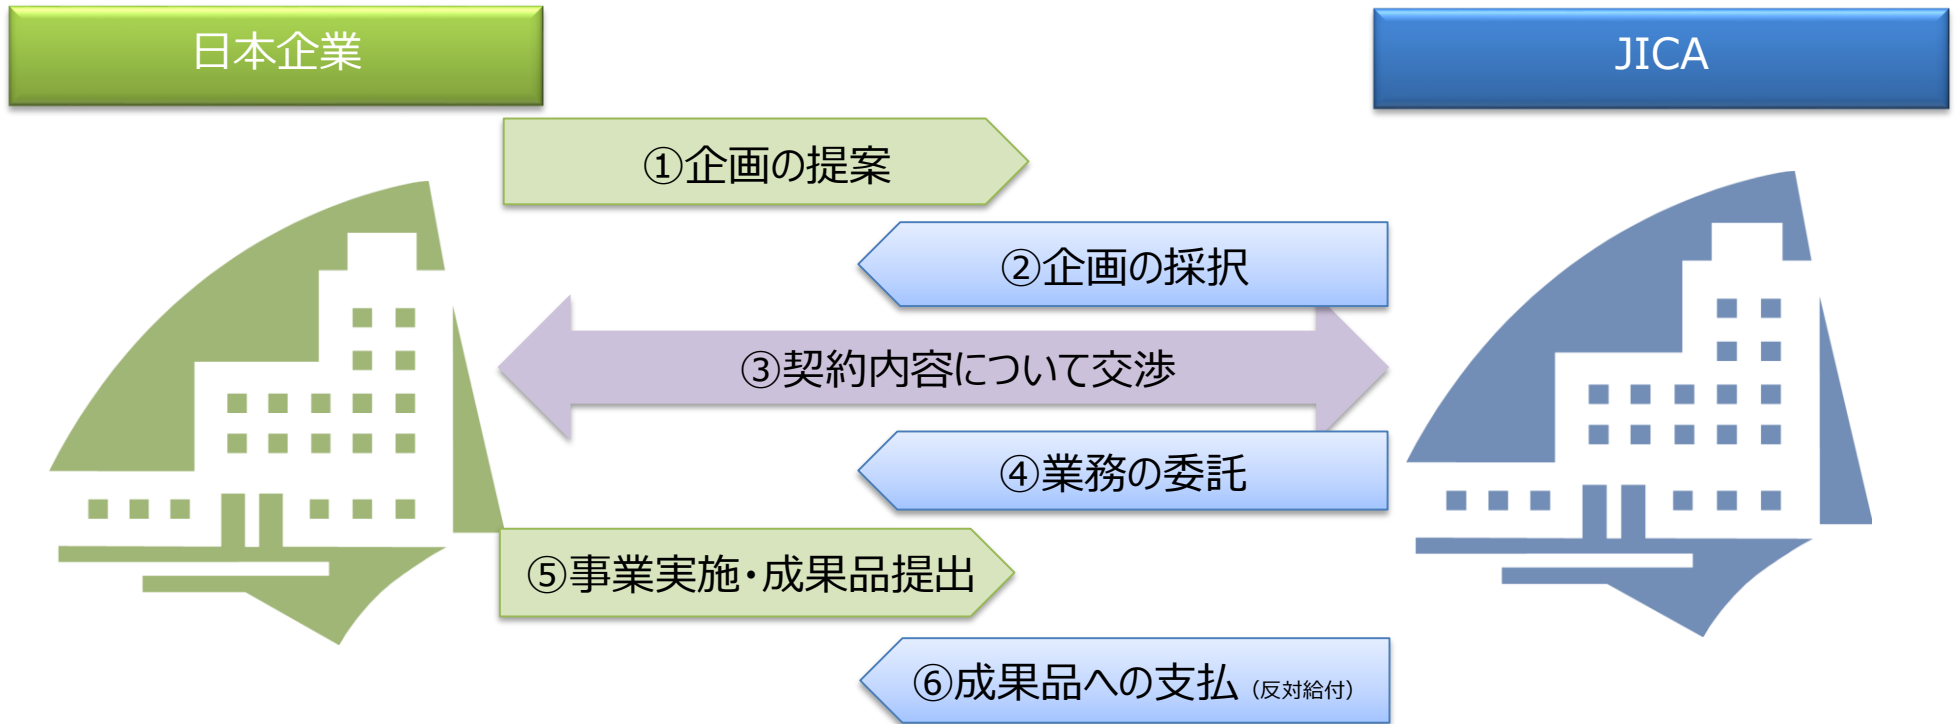 日本企業
JICA
①企画の提案
②企画の採択
③契約内容について交渉
④業務の委託
⑤事業実施・成果品提出
⑥成果品への支払（反対給付）